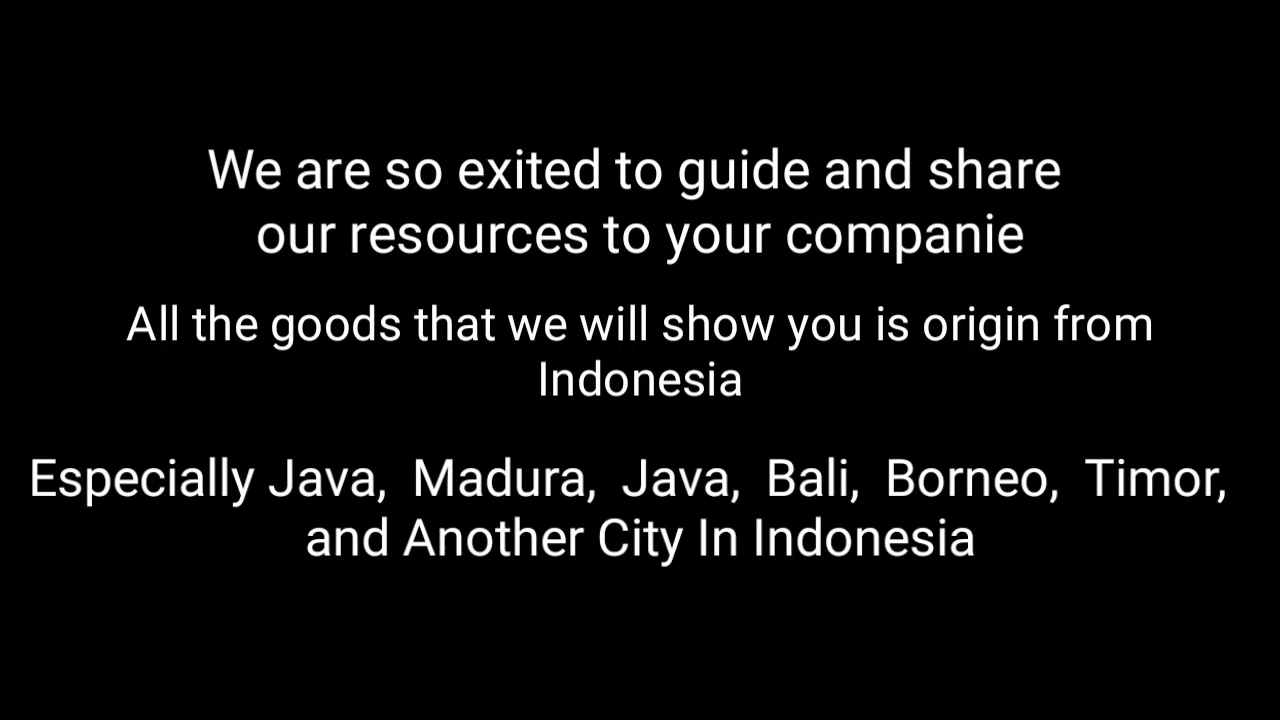 We are so exited to guide and share
our resources to your companie
All the goods that we will show you is origin from
Indonesia
Especially Java, Madura, Java, Bali, Borneo, Timor,
and Another City In Indonesia